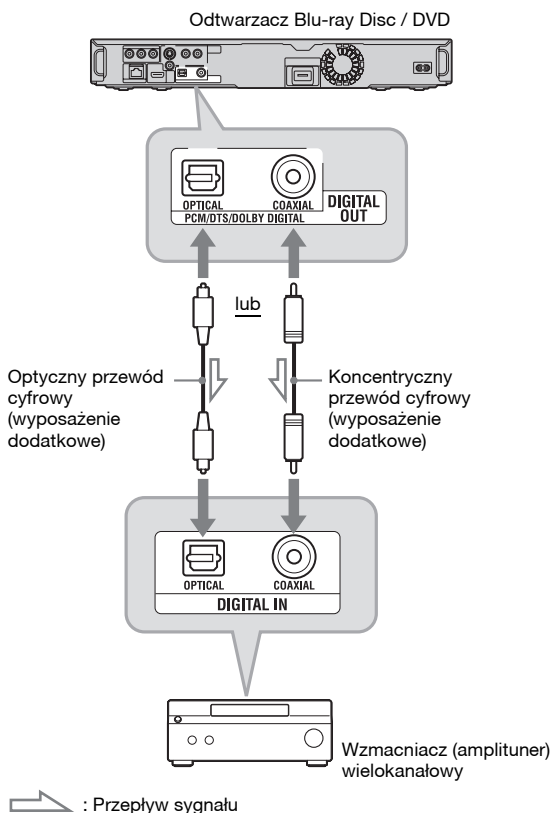 Odtwarzacz Blu-ray Disc / DVD
OPTICAL
COAXIAL
PCM/DTS/DOLBY DIGITAL
DIGITAL
OUT
lub
Optyczny przewód
cyfrowy
(wyposażenie
dodatkowe)
Koncentryczny
przewód cyfrowy
(wyposażenie
dodatkowe)
OPTICAL
COAXIAL
DIGITAL IN
Wzmacniacz (amplituner)
wielokanałowy
: Przepływ sygnału